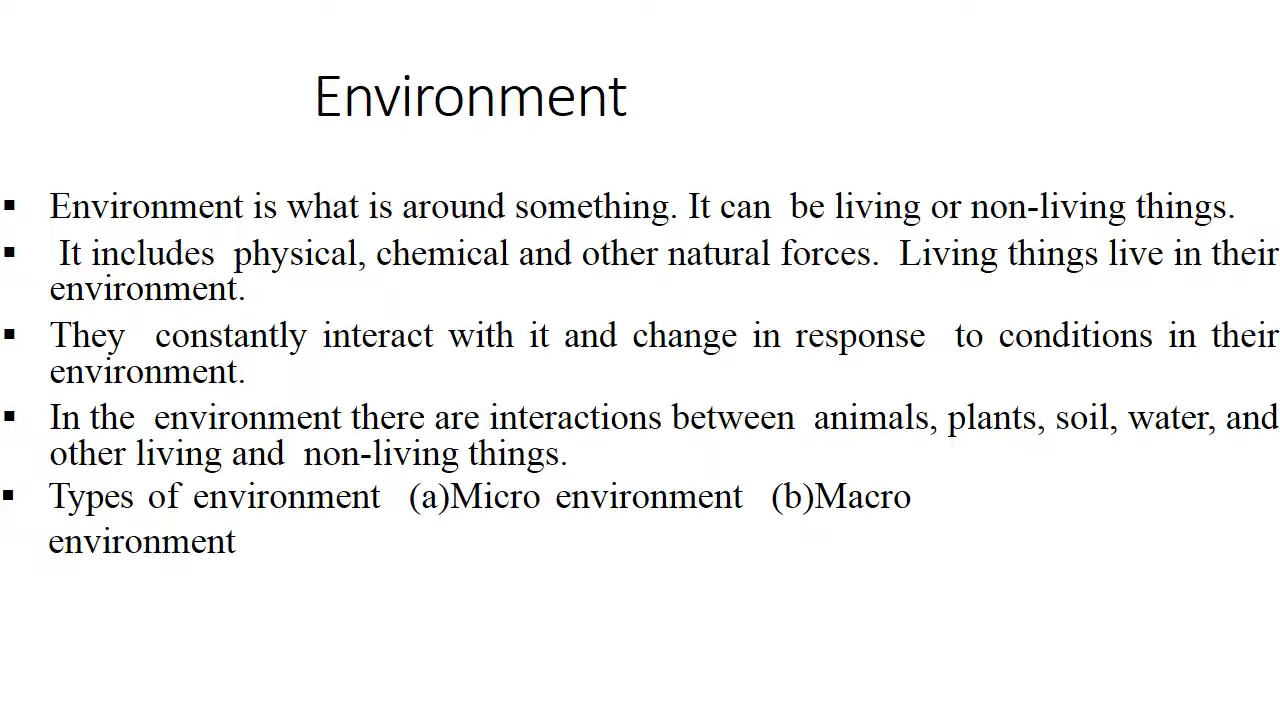 Environment
▪ Environment is what is around something. It can be living or non-living things.
▪ It includes physical, chemical and other natural forces. Living things live in their
environment.
▪ They constantly interact with it and change in response to conditions in their
environment.
▪ In the environment there are interactions between animals, plants, soil, water, and
other living and non-living things.
▪ Types of environment (a)Micro environment (b)Macro
environment